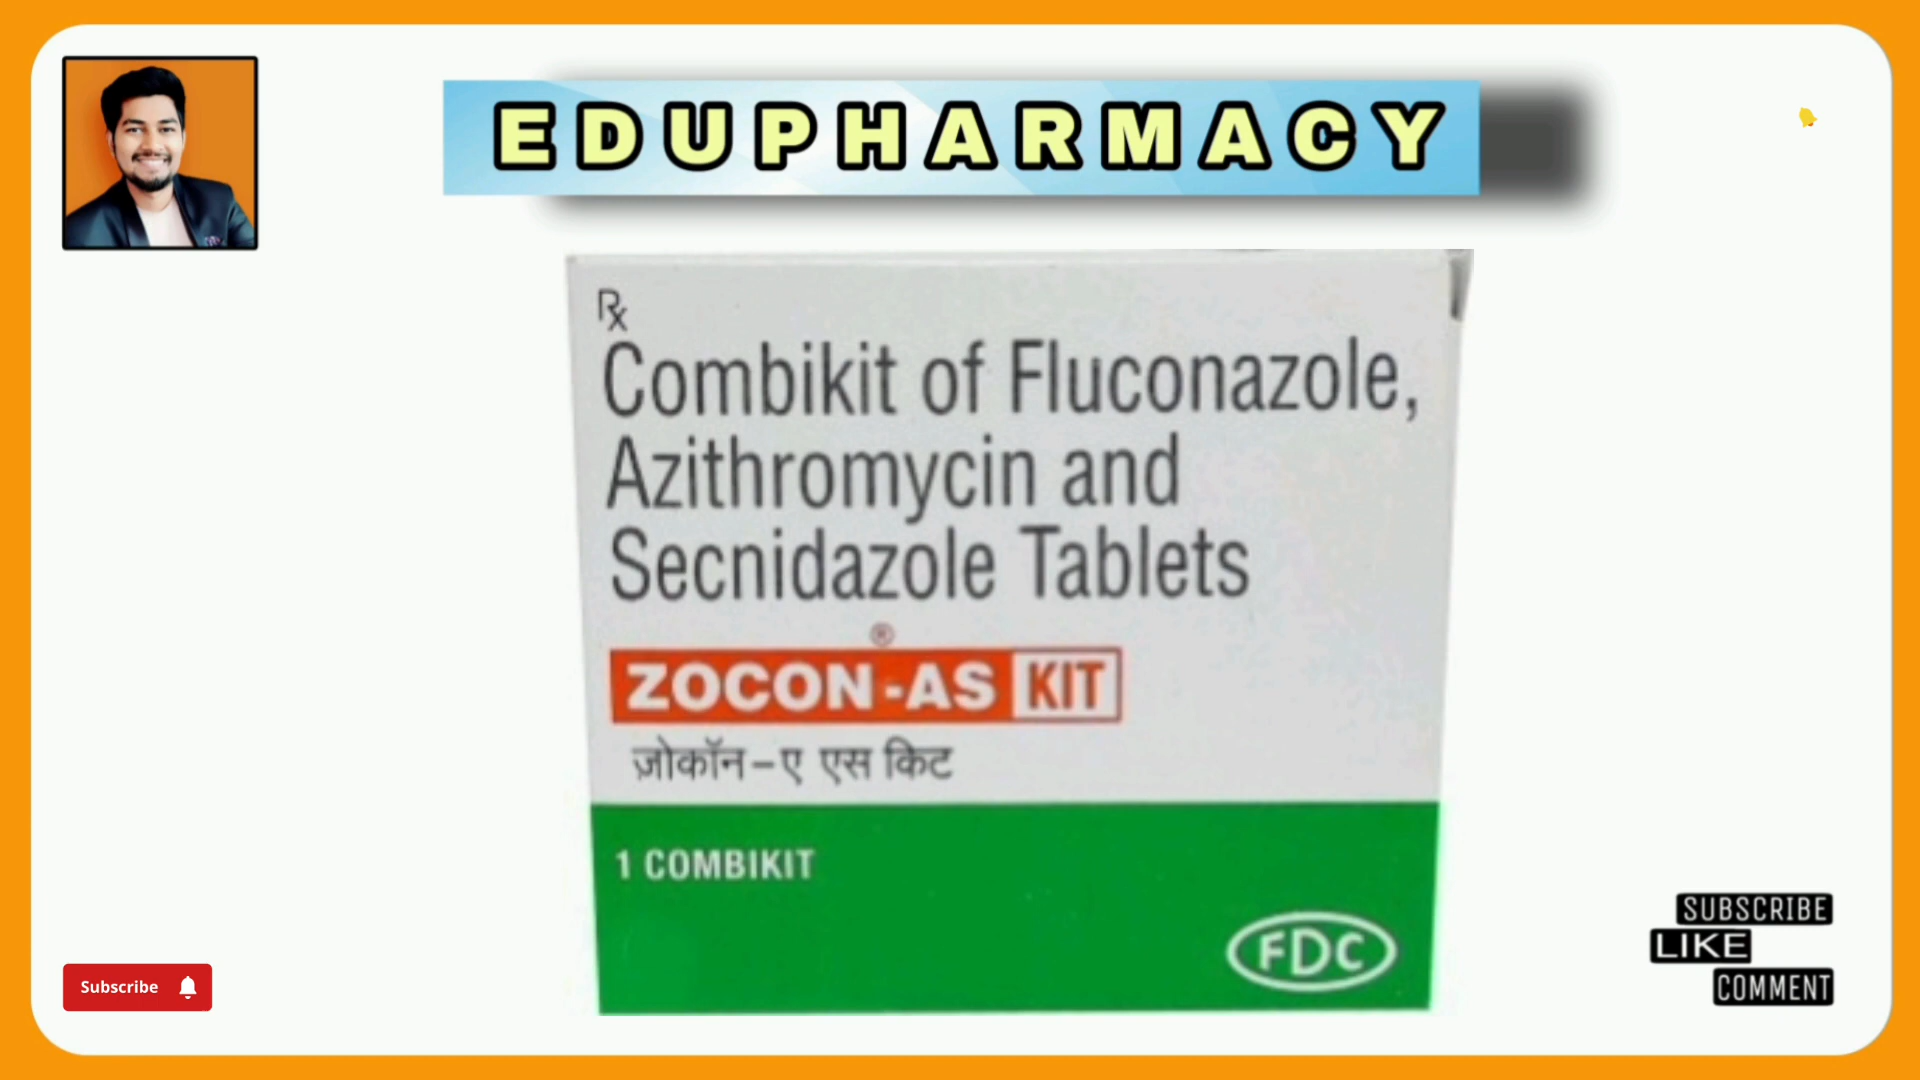 EDUPHARMACY
Rx
Combikit of Fluconazole,
Azithromycin and
Secnidazole Tablets
®
ZOCON-AS KIT
ज़ोकॉन-ए एस किट
1 COMBIKIT
FDC
Subscribe
SUBSCRIBE
LIKE
COMMENT